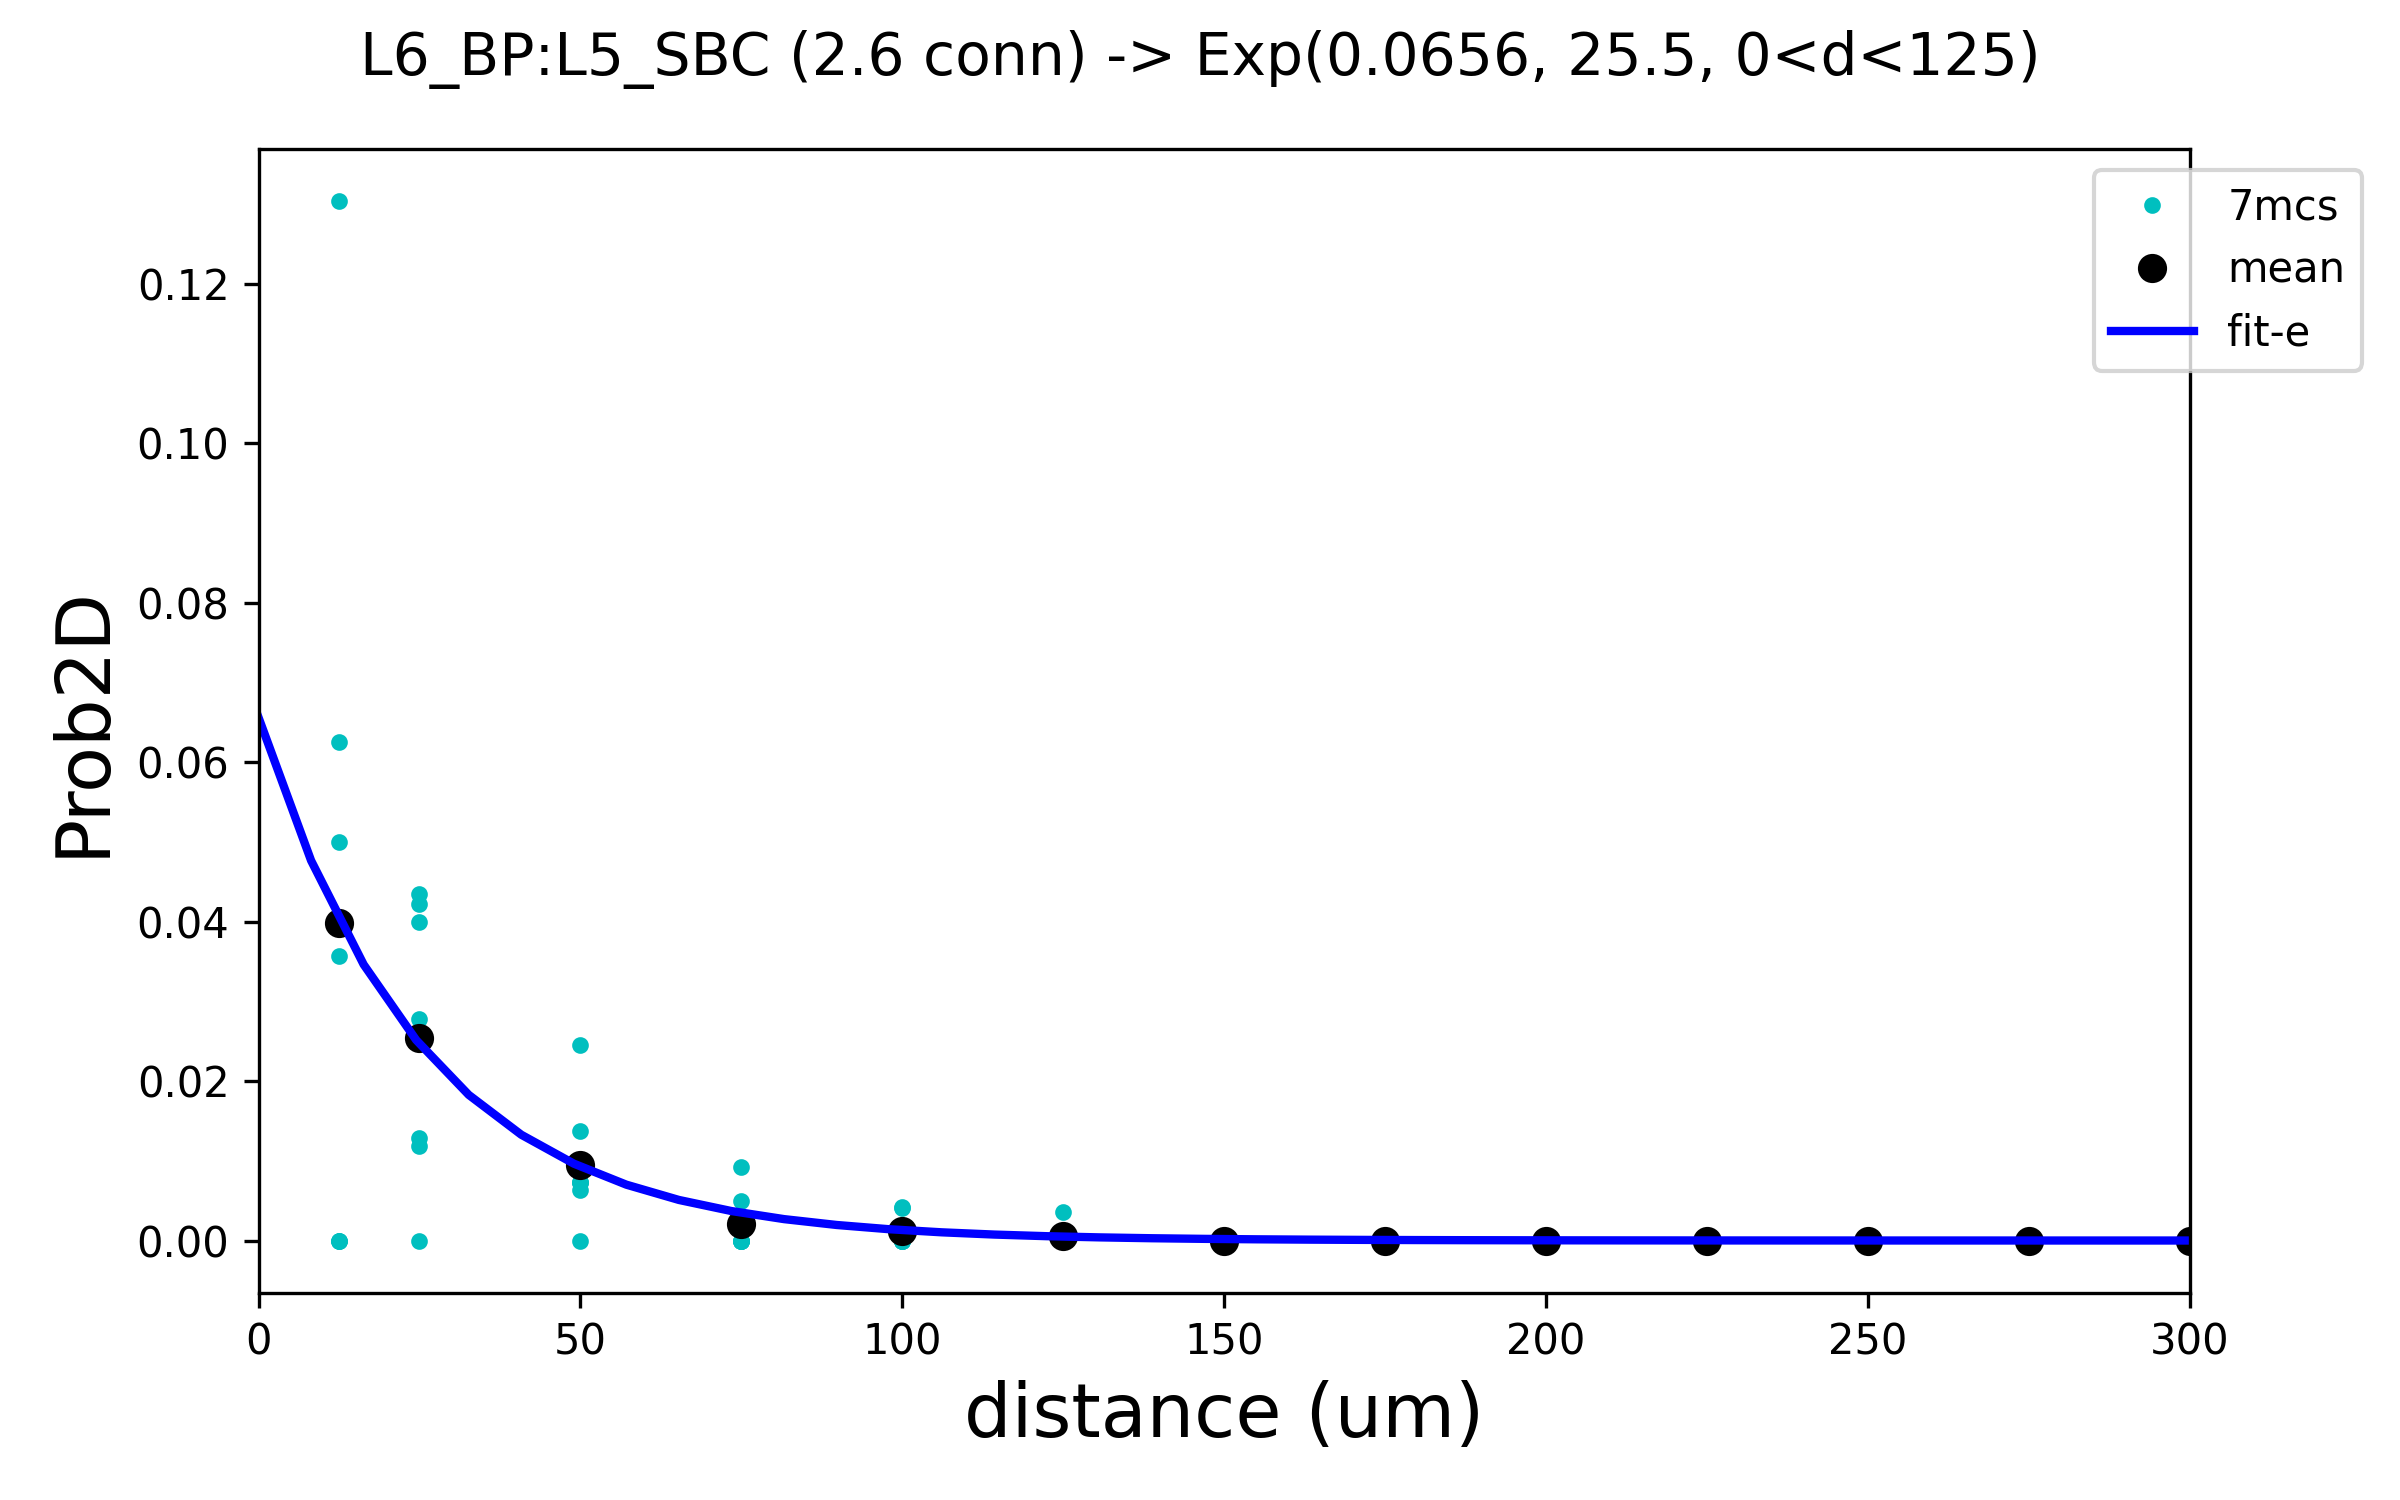 L6_BP:L5_SBC (2.6 conn) -> Exp(0.0656, 25.5, 0<d<125)
7mcs
mean
fit-e
Prob2D
0.12
0.10
0.08
0.06
0.04
0.02
0.00
0 50 100 150 200 250 300
distance (um)